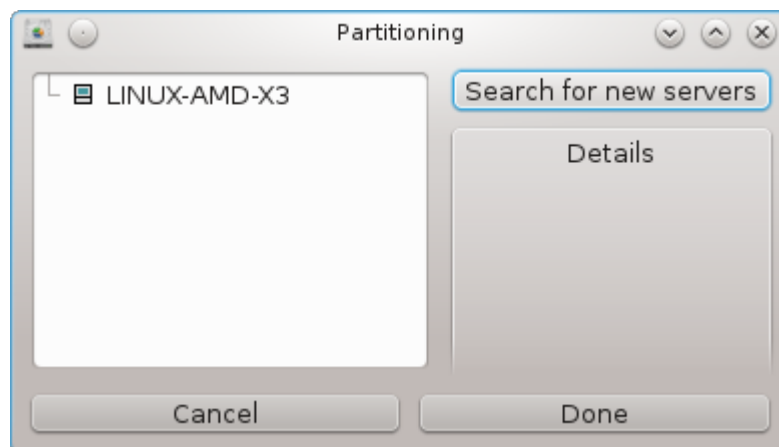 Partitioning
LINUX-AMD-X3
Search for new servers
Details
Cancel
Done